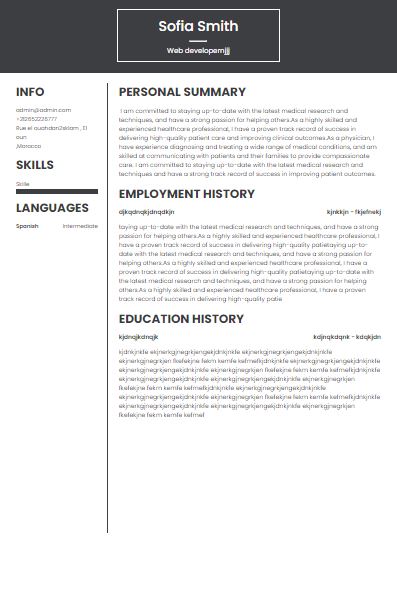 Sofia Smith
Web developernjjj
INFO
admin@admin.com
+212652226777
Rue el ouahdan2sklam , El
oun
,Morocco
SKILLS
Skille
LANGUAGES
Spanish Intermediate
PERSONAL SUMMARY
I am committed to staying up-to-date with the latest medical research and
techniques, and have a strong passion for helping others.As a highly skilled and
experienced healthcare professional, I have a proven track record of success in
delivering high-quality patient care and improving clinical outcomes.As a physician, I
have experience diagnosing and treating a wide range of medical conditions, and am
skilled at communicating with patients and their families to provide compassionate
care. I am committed to staying up-to-date with the latest medical research and
techniques and have a strong passion for success in improving patient outcomes.
EMPLOYMENT HISTORY
djkqdnqkjdnqdkjn kjnkkjn - fkjefnekj
taying up-to-date with the latest medical research and techniques, and have a strong
passion for helping others.As a highly skilled and experienced healthcare professional, I
have a proven track record of success in delivering high-quality patietaying up-to-
date with the latest medical research and techniques, and have a strong passion for
helping others.As a highly skilled and experienced healthcare professional, I have a
proven track record of success in delivering high-quality patietaying up-to-date with
the latest medical research and techniques, and have a strong passion for helping
others.As a highly skilled and experienced healthcare professional, I have a proven
track record of success in delivering high-quality patie
EDUCATION HISTORY
kjdnqjkdnqjk kdjnqkdqnk - kdqkjdn
kjdnkjnkfe ekjnerkgjnegrkjengekjdnkjnkfe ekjnerkgjnegrkjengekjdnkjnkfe
ekjnerkgjnegrkjen fkefekjne fekm kemfe kefmefkjdnkjnkfe ekjnerkgjnegrkjengekjdnkjnkfe
ekjnerkgjnegrkjengekjdnkjnkfe ekjnerkgjnegrkjen fkefekjne fekm kemfe kefmefkjdnkjnkfe
ekjnerkgjnegrkjengekjdnkjnkfe ekjnerkgjnegrkjengekjdnkjnkfe ekjnerkgjnegrkjen
fkefekjne fekm kemfe kefmefkjdnkjnkfe ekjnerkgjnegrkjengekjdnkjnkfe
ekjnerkgjnegrkjengekjdnkjnkfe ekjnerkgjnegrkjen fkefekjne fekm kemfe kefmefkjdnkjnkfe
ekjnerkgjnegrkjengekjdnkjnkfe ekjnerkgjnegrkjengekjdnkjnkfe ekjnerkgjnegrkjen
fkefekjne fekm kemfe kefmef